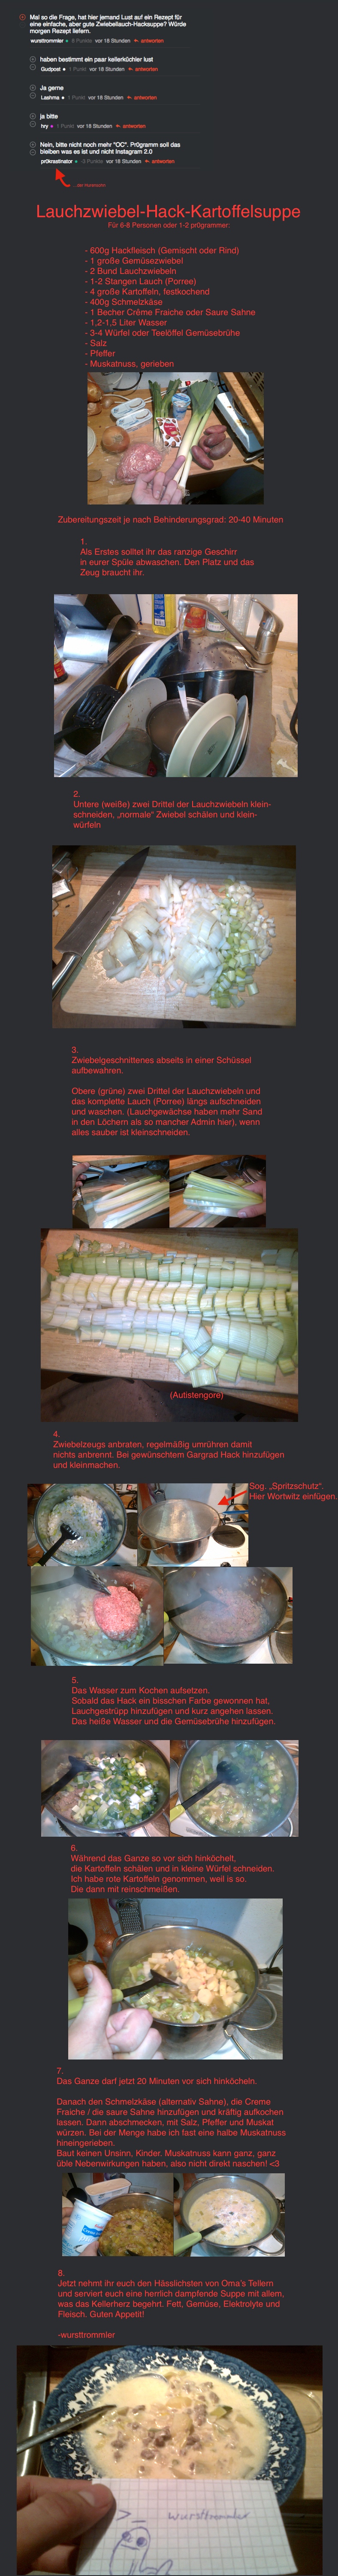 Mal so die Frage, hat hier jemand Lust auf ein Rezept für
eine einfache, aber gute Zwiebellauch-Hacksuppe? Würde
morgen Rezept liefern.
wursttrommler 8 Punkte vor 18 Stunden antworten
haben bestimmt ein paar kellerküchler lust
Gudpost 1 Punkt vor 18 Stunden antworten
Ja gerne
Lashma 1 Punkt vor 18 Stunden antworten
ja bitte
hry 1 Punkt vor 18 Stunden antworten
Nein, bitte nicht noch mehr "OC". Pr0gramm soll das
bleiben was es ist und nicht Instagram 2.0
pr0krastinator -3 Punkte vor 18 Stunden antworten
Lauchzwiebel-Hack-Kartoffelsuppe
Für 6-8 Personen oder 1-2 pr0grammer.
- 600g Hackfleisch (Gemischt oder Rind)
- 1 große Gemüsezwiebel
- 2 Bund Lauchzwiebeln
- 1-2 Stangen Lauch (Porree)
- 4 große Kartoffeln, festkochend
- 400g Schmelzkäse
- 1 Becher Crème Fraiche oder Saure Sahne
- 1,2-1,5 Liter Wasser
- 3-4 Würfel oder Teelöffel Gemüsebrühe
- Salz
- Pfeffer
- Muskatnuss, gerieben
Zubereitungszeit je nach Behinderungsgrad: 20-40 Minuten
1.
Als Erstes solltet ihr das ranzige Geschirr
in eurer Spüle abwaschen. Den Platz und das
Zeug braucht ihr.
2.
Untere (weiße) zwei Drittel der Lauchzwiebeln klein-
schneiden, „normale“ Zwiebel schälen und klein-
würfeln
3.
Zwiebelgeschnittenes abseits in einer Schüssel
aufbewahren.
Obere (grüne) zwei Drittel der Lauchzwiebeln und
das komplette Lauch (Porree) längs aufschneiden
und waschen. (Lauchgewächse haben mehr Sand
in den Löchern als so mancher Admin hier), wenn
alles sauber ist kleinschneiden.
(Autistengore)
4.
Zwiebelzeugs anbraten, regelmäßig umrühren damit
nichts anbrennt. Bei gewünschtem Gargrad Hack hinzufügen
und kleinmachen.
Sog. „Spritzschutz“.
Hier Wortwitz einfügen.
5.
Das Wasser zum Kochen aufsetzen.
Sobald das Hack ein bisschen Farbe gewonnen hat,
Lauchgestrüpp hinzufügen und kurz angehen lassen.
Das heiße Wasser und die Gemüsebrühe hinzufügen.
6.
Während das Ganze so vor sich hinköchelt,
die Kartoffeln schälen und in kleine Würfel schneiden.
Ich habe rote Kartoffeln genommen, weil is so.
Die dann mit reinschmeißen.
7.
Das Ganze darf jetzt 20 Minuten vor sich hinköcheln.
Danach den Schmelzkäse (alternativ Sahne), die Creme
Fraiche / die saure Sahne hinzufügen und kräftig aufkochen
lassen. Dann abschmecken, mit Salz, Pfeffer und Muskat
würzen. Bei der Menge habe ich fast eine halbe Muskatnuss
hineingerieben.
Baut keinen Unsinn, Kinder. Muskatnuss kann ganz, ganz
üble Nebenwirkungen haben, also nicht direkt naschen! <3
8.
Jetzt nehmt ihr euch den Hässlichsten von Oma's Tellern
und serviert euch eine herrlich dampfende Suppe mit allem,
was das Kellerherz begehrt. Fett, Gemüse, Elektrolyte und
Fleisch. Guten Appetit!
-wursttrommler
wursttrommler